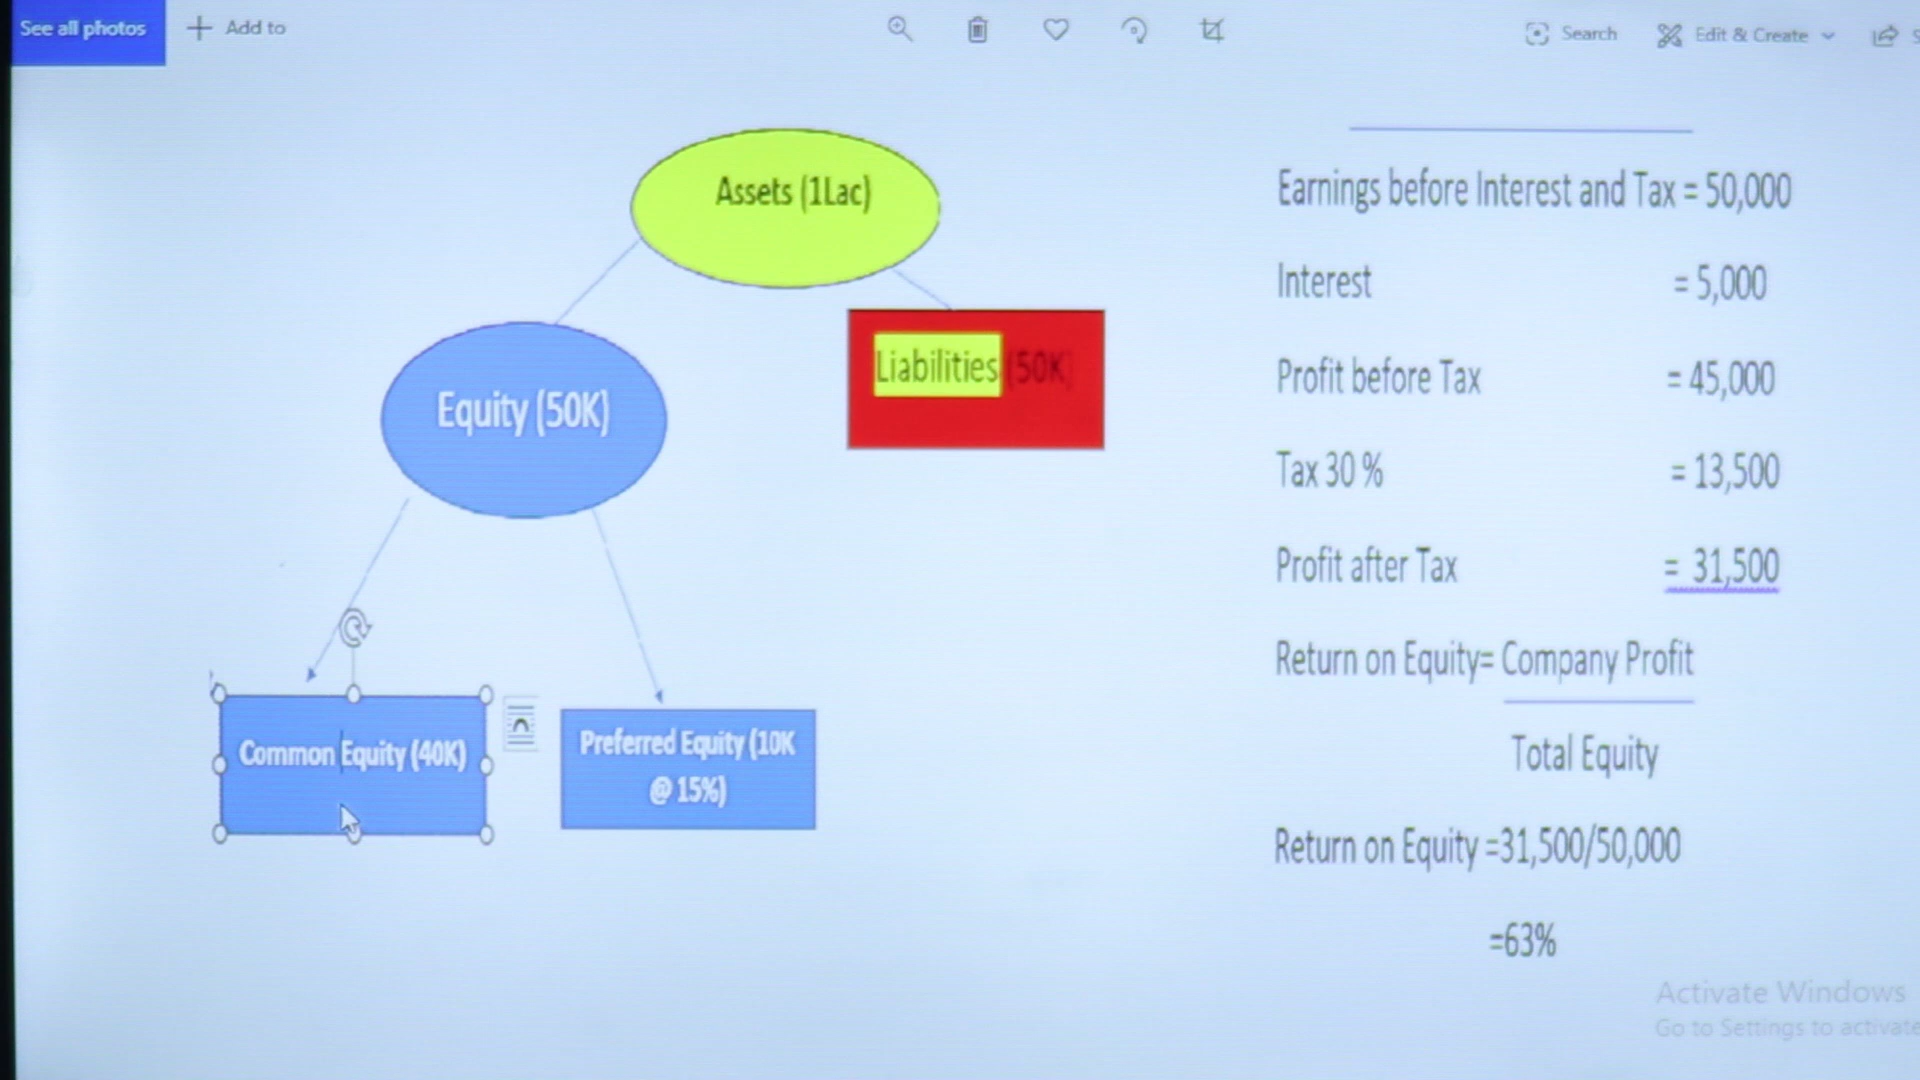 See all photos
Add to
Search
Edit & Create
Assets (1Lac)
Liabilities (50K)
Equity (50K)
Common Equity (40K)
Preferred Equity (10K
@ 15%)
Earnings before Interest and Tax = 50,000
Interest = 5,000
Profit before Tax = 45,000
Tax 30 % = 13,500
Profit after Tax = 31,500
Return on Equity= Company Profit
Total Equity
Return on Equity =31,500/50,000
=63%
Activate Windows
Go to Settings to activate